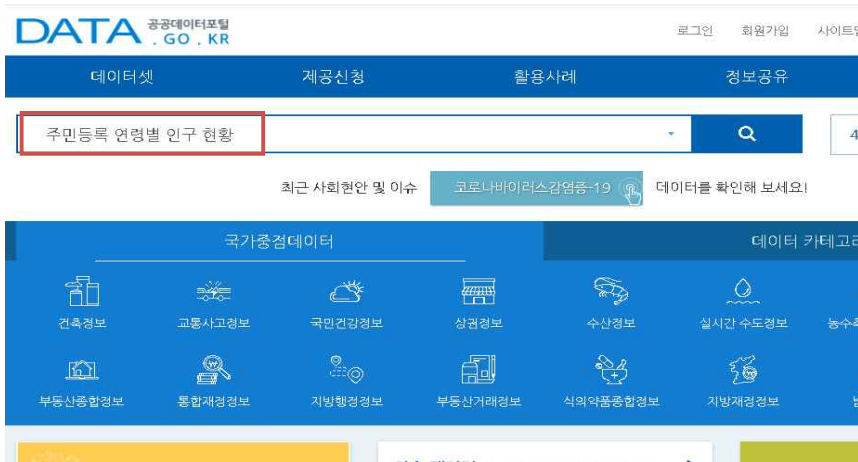 DATA 공공데이터포털
.GO.KR
로그인 회원가입
데이터셋 제공신청 활용사례 정보공유
주민등록 연령별 인구 현황
4
최근 사회현안 및 이슈 코로나바이러스감염증-19 데이터를 확인해 보세요!
국가중점데이터 데이터
건축정보 교통사고정보 국민건강정보 상권정보 수산정보 실시간 수도정보
부동산종합정보 통합재정정보 지방행정정보 부동산거래정보 식의약품종합정보 지방재정정보